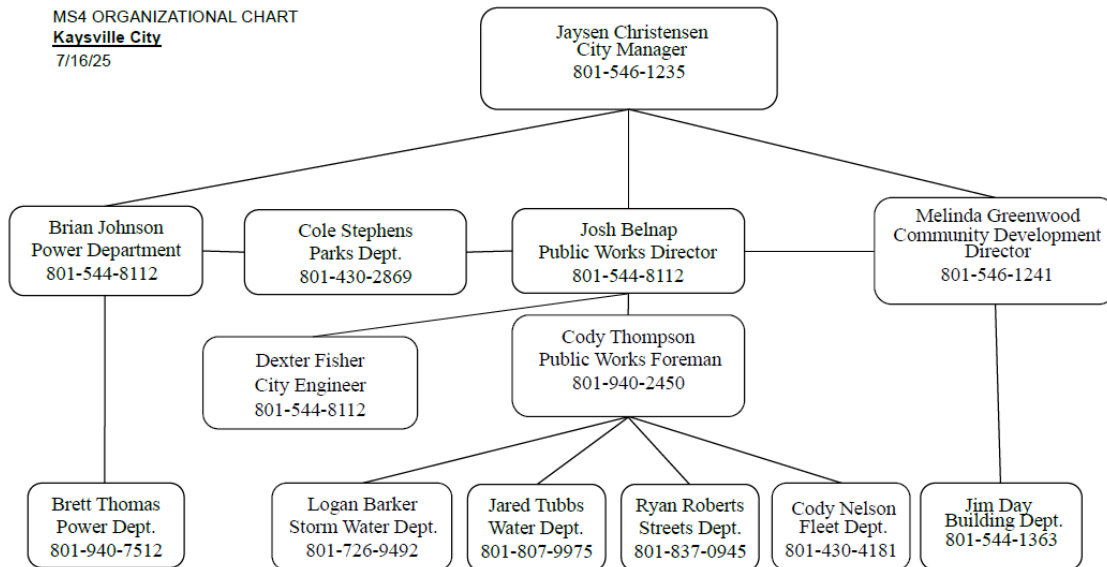 MS4 ORGANIZATIONAL CHART
Kaysville City
7/16/25
Jaysen Christensen
City Manager
801-546-1235
Brian Johnson
Power Department
801-544-8112
Cole Stephens
Parks Dept.
801-430-2869
Josh Belnap
Public Works Director
801-544-8112
Melinda Greenwood
Community Development
Director
801-546-1241
Dexter Fisher
City Engineer
801-544-8112
Cody Thompson
Public Works Foreman
801-940-2450
Brett Thomas
Power Dept.
801-940-7512
Logan Barker
Storm Water Dept.
801-726-9492
Jared Tubbs
Water Dept.
801-807-9975
Ryan Roberts
Streets Dept.
801-837-0945
Cody Nelson
Fleet Dept.
801-430-4181
Jim Day
Building Dept.
801-544-1363